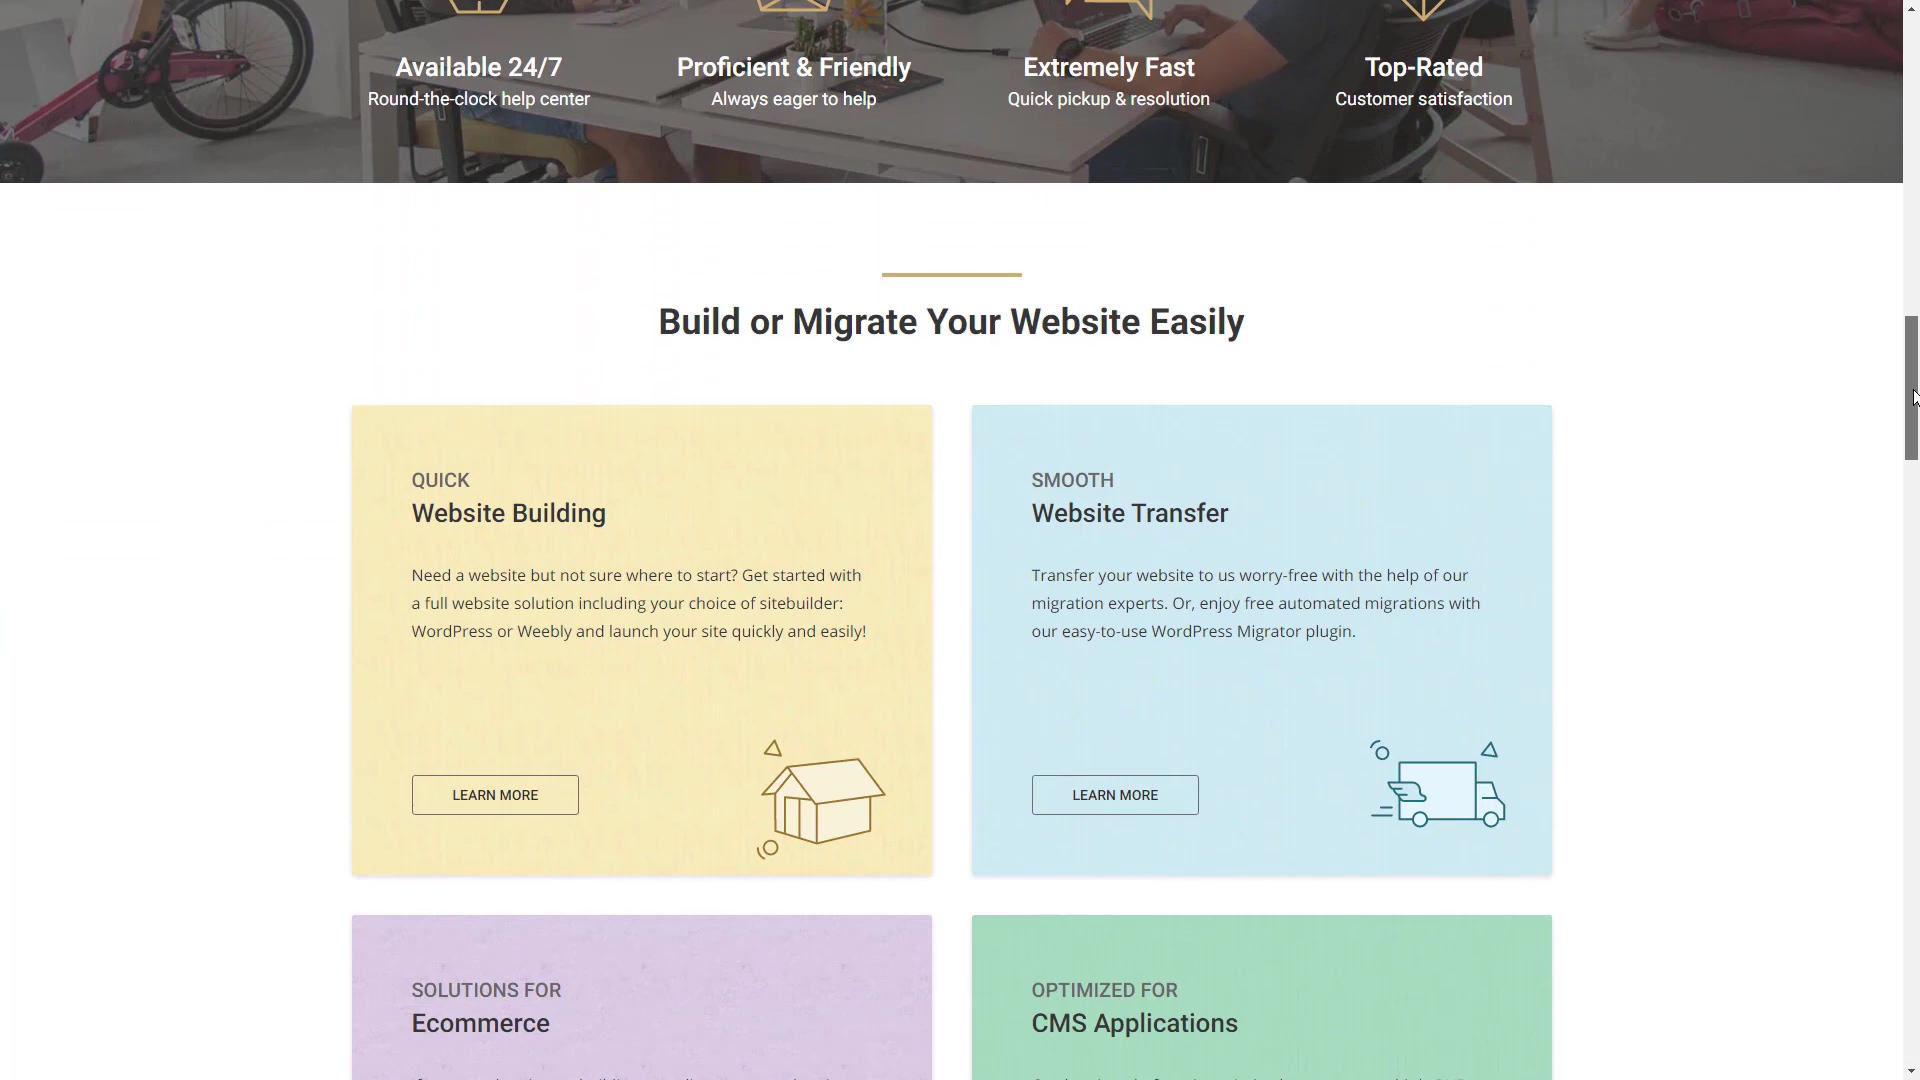 Available 24/7
Round-the-clock help center
Proficient & Friendly
Always eager to help
Extremely Fast
Quick pickup & resolution
Top-Rated
Customer satisfaction
Build or Migrate Your Website Easily
QUICK
Website Building
Need a website but not sure where to start? Get started with
a full website solution including your choice of sitebuilder:
WordPress or Weebly and launch your site quickly and easily!
LEARN MORE
SMOOTH
Website Transfer
Transfer your website to us worry-free with the help of our
migration experts. Or, enjoy free automated migrations with
our easy-to-use WordPress Migrator plugin.
LEARN MORE
SOLUTIONS FOR
Ecommerce
OPTIMIZED FOR
CMS Applications